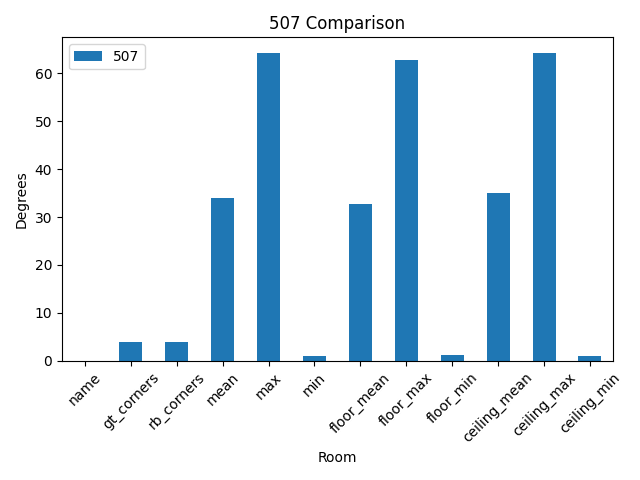 507 Comparison
507
Degrees
60
50
40
30
20
10
0
name
gt_corners
rb_corners
mean
max
min
floor_mean
floor_max
floor_min
ceiling_mean
ceiling_max
ceiling_min
Room